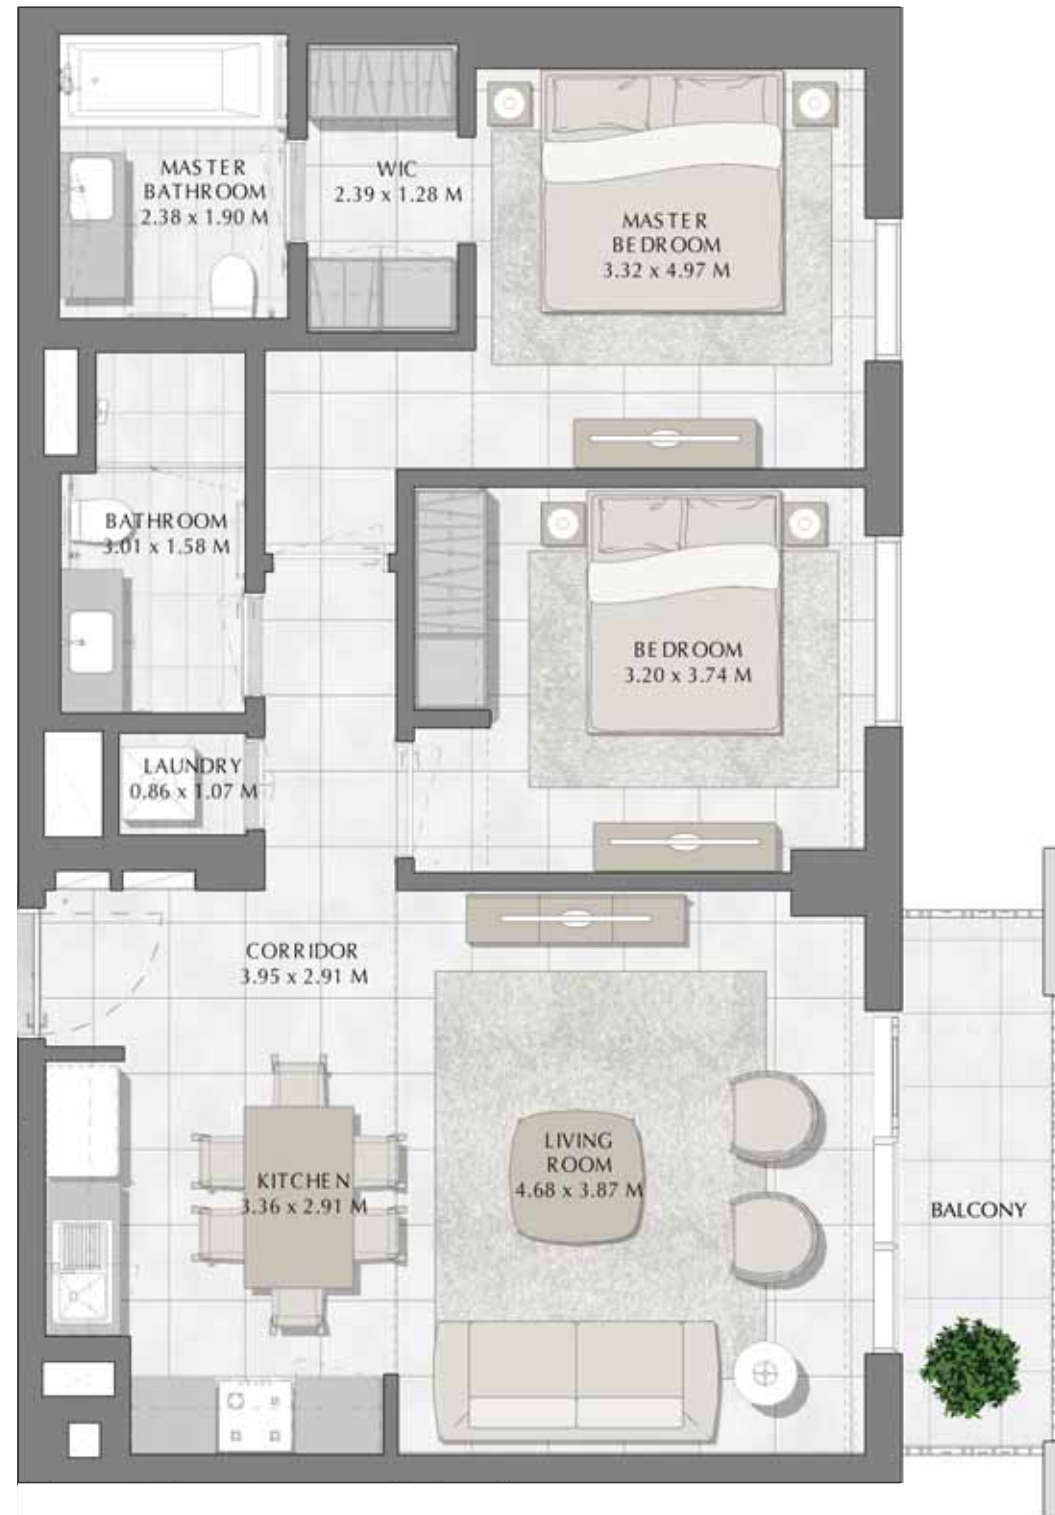 MASTER
BATHROOM
2.38 x 1.90 M
WIC
2.39 x 1.28 M
MASTER
BEDROOM
3.32 x 4.97 M
BATHROOM
3.01 x 1.58 M
BEDROOM
3.20 x 3.74 M
LAUNDRY
0.86 x 1.07 M
CORRIDOR
3.95 x 2.91 M
KITCHEN
3.36 x 2.91 M
LIVING
ROOM
4.68 x 3.87 M
BALCONY